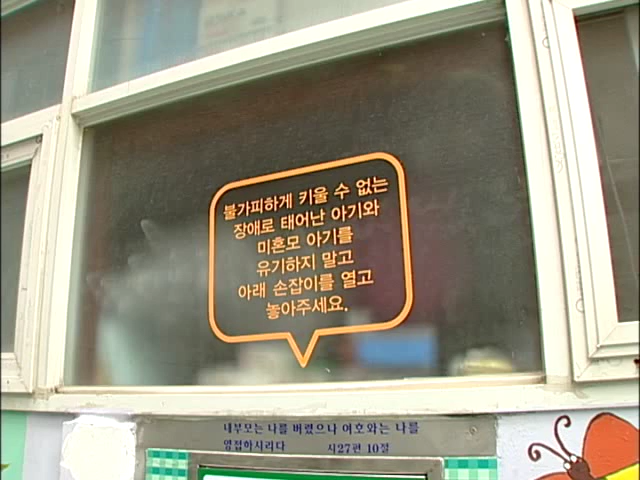 불가피하게 키울 수 없는
장애로 태어난 아기와
미혼모 아기를
유기하지 말고
아래 손잡이를 열고
놓아주세요.
내부모는 나를 버렸으나 여호와는 나를
영접하시리다 시27편 10절